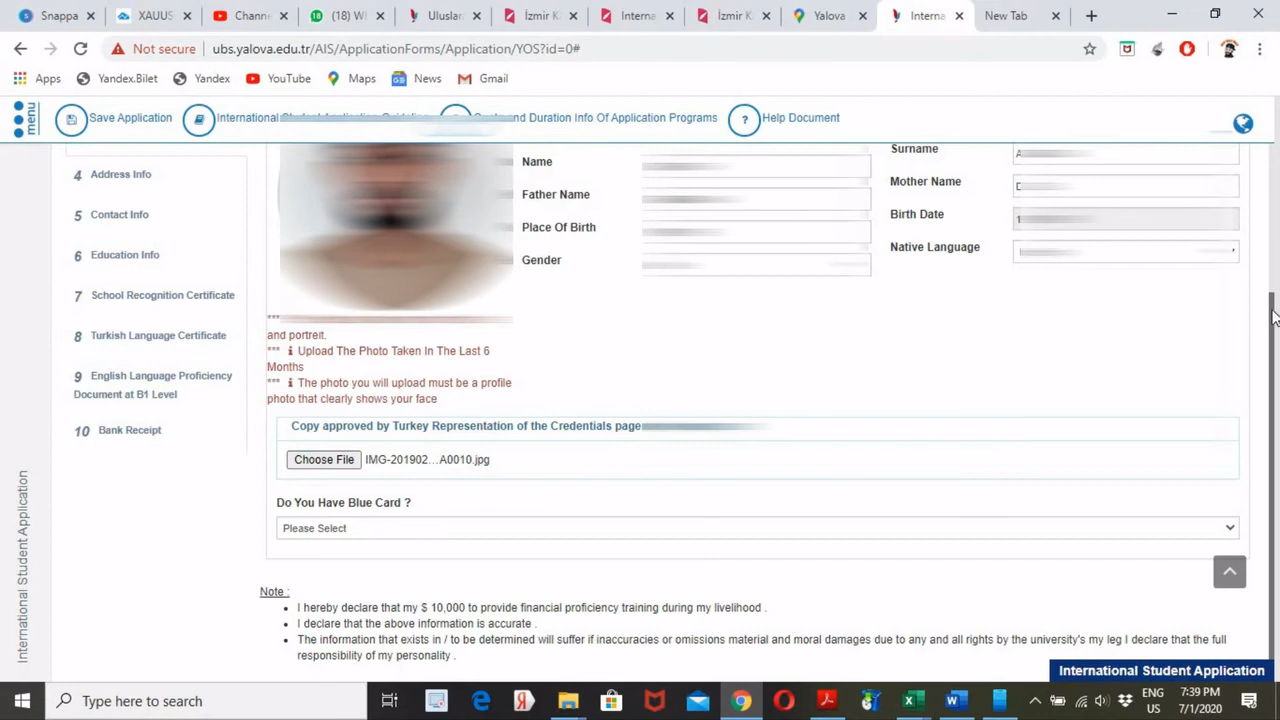 Snappa
XAUUS
Chann
(18) W
Uluslar
İzmir K
Interna
İzmir K
Yalova
Interna
New Tab
Not secure ubs.yalova.edu.tr/AIS/ApplicationForms/Application/YOS?id=0#
Apps Yandex.Bilet Yandex YouTube Maps News Gmail
menu Save Application International and Duration Info Of Application Programs ? Help Document
Name
Surname
Father Name
Mother Name
Place Of Birth
Birth Date
Gender
Native Language
4 Address Info
5 Contact Info
6 Education Info
7 School Recognition Certificate
8 Turkish Language Certificate
9 English Language Proficiency
Document at B1 Level
10 Bank Receipt
***
and portreit.
*** i Upload The Photo Taken In The Last 6
Months
*** i The photo you will upload must be a profile
photo that clearly shows your face
Copy approved by Turkey Representation of the Credentials page
Choose File IMG-201902...A0010.jpg
Do You Have Blue Card ?
Please Select
Note :
I hereby declare that my $ 10,000 to provide financial proficiency training during my livelihood .
I declare that the above information is accurate .
The information that exists in / to be determined will suffer if inaccuracies or omissions material and moral damages due to any and all rights by the university's my leg I declare that the full
responsibility of my personality .
International Student Application
International Student Application
Type here to search
ENG
US
7:39 PM
7/1/2020